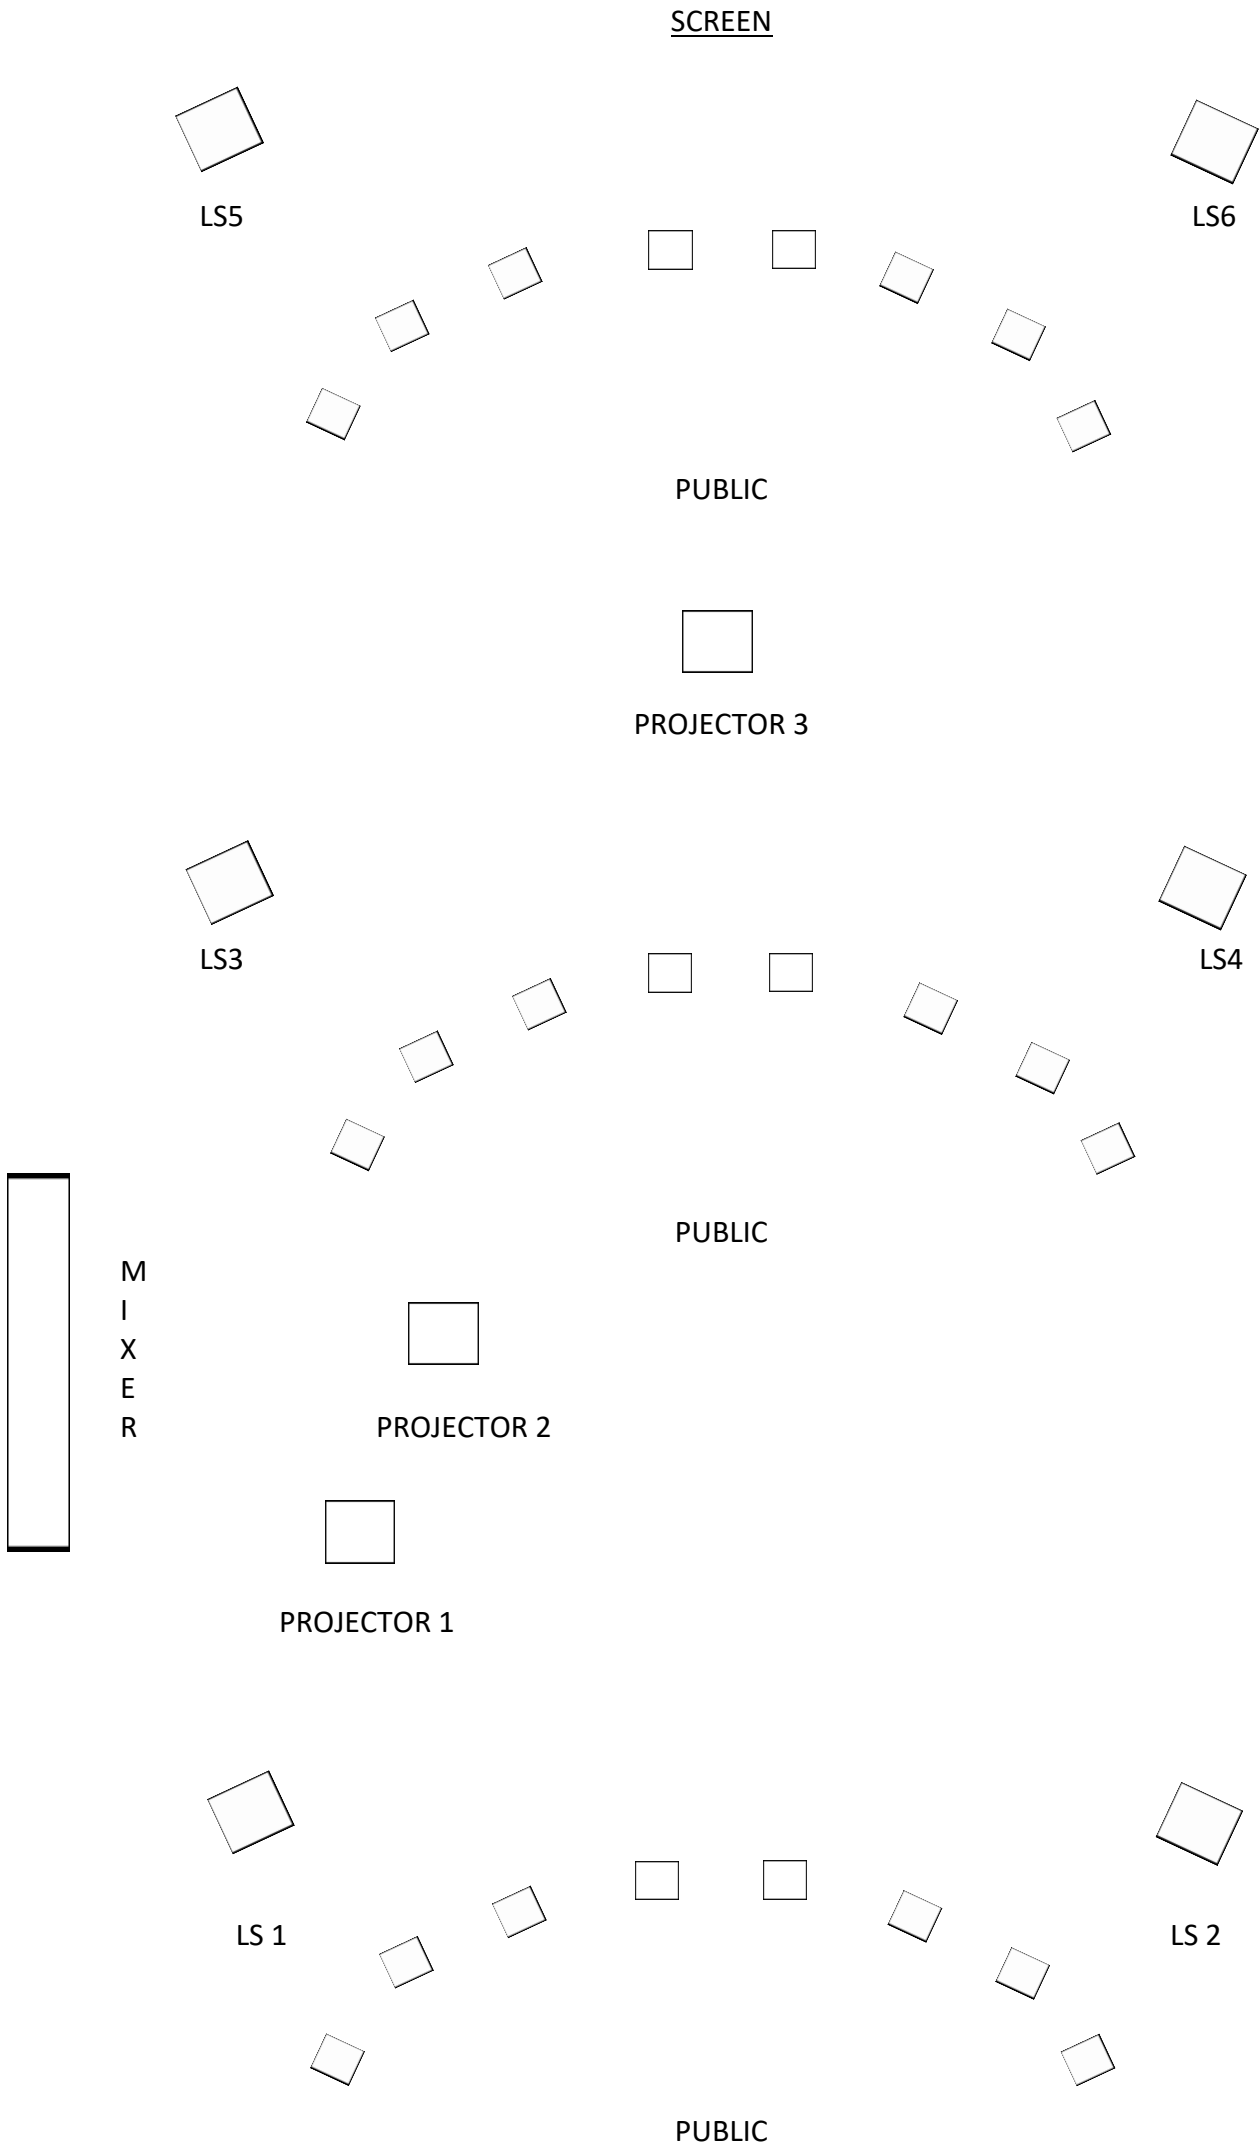 SCREEN
LS5
LS6
PUBLIC
PROJECTOR 3
LS3
LS4
PUBLIC
M
I
X
E
R
PROJECTOR 2
PROJECTOR 1
LS 1
LS 2
PUBLIC